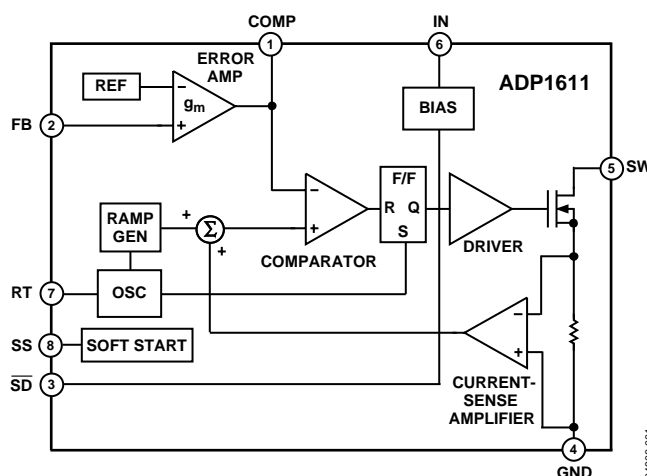 COMP
IN
1
6
ERROR
AMP
ADP1611
REF
−
g_m
+
BIAS
FB
2
5
SW
F/F
−
R
Q
+
S
RAMP
GEN
+
Σ
+
COMPARATOR
DRIVER
RT
7
OSC
−
SS
8
SOFT START
+
SD
3
CURRENT-
SENSE
AMPLIFIER
4
GND